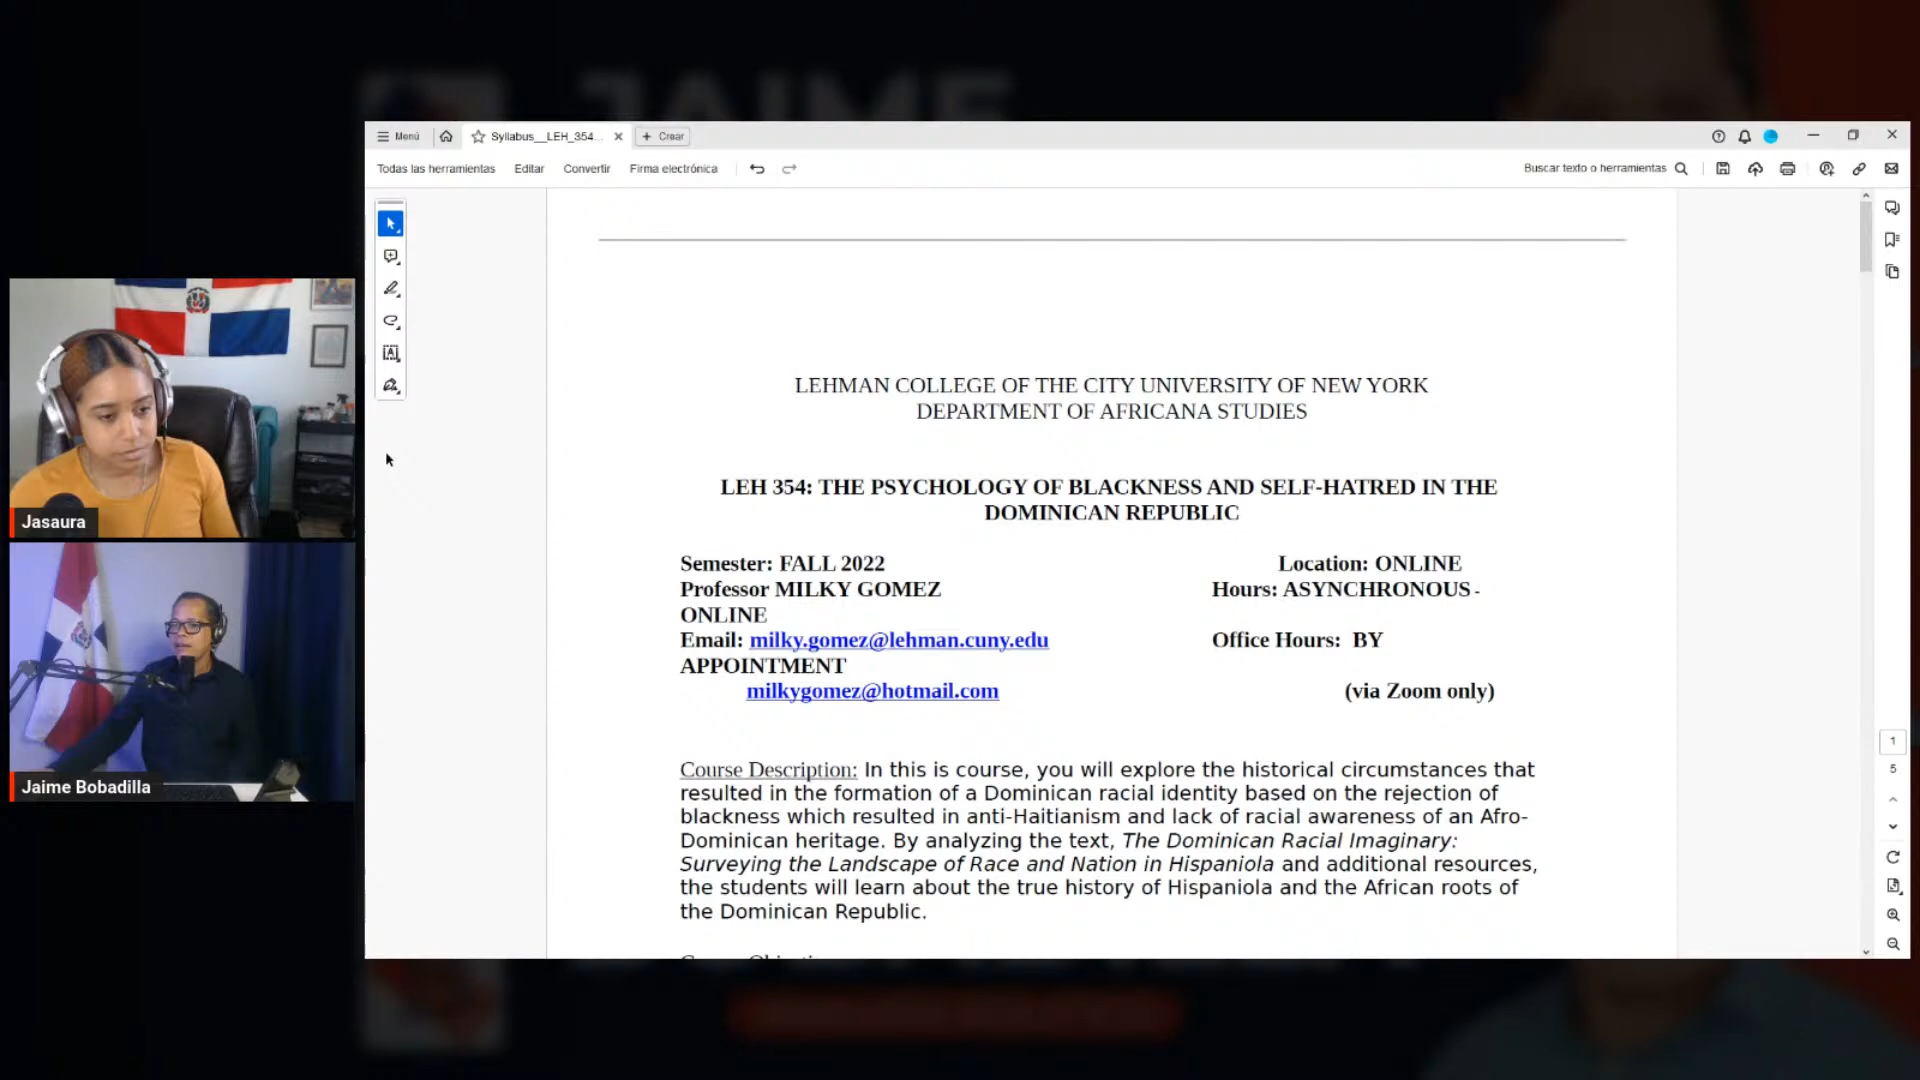 JAIME
Menú
Syllabus__LEH_354...
Crear
Todas las herramientas
Editar
Convertir
Firma electrónica
Buscar texto o herramientas
LEHMAN COLLEGE OF THE CITY UNIVERSITY OF NEW YORK
DEPARTMENT OF AFRICANA STUDIES
LEH 354: THE PSYCHOLOGY OF BLACKNESS AND SELF-HATRED IN THE
DOMINICAN REPUBLIC
Semester: FALL 2022 Location: ONLINE
Professor MILKY GOMEZ Hours: ASYNCHRONOUS -
ONLINE
Email: milky.gomez@lehman.cuny.edu Office Hours: BY
APPOINTMENT
milkygomez@hotmail.com (via Zoom only)
Course Description: In this is course, you will explore the historical circumstances that
resulted in the formation of a Dominican racial identity based on the rejection of
blackness which resulted in anti-Haitianism and lack of racial awareness of an Afro-
Dominican heritage. By analyzing the text, The Dominican Racial Imaginary:
Surveying the Landscape of Race and Nation in Hispaniola and additional resources,
the students will learn about the true history of Hispaniola and the African roots of
the Dominican Republic.
1
5
Jasaura
Jaime Bobadilla